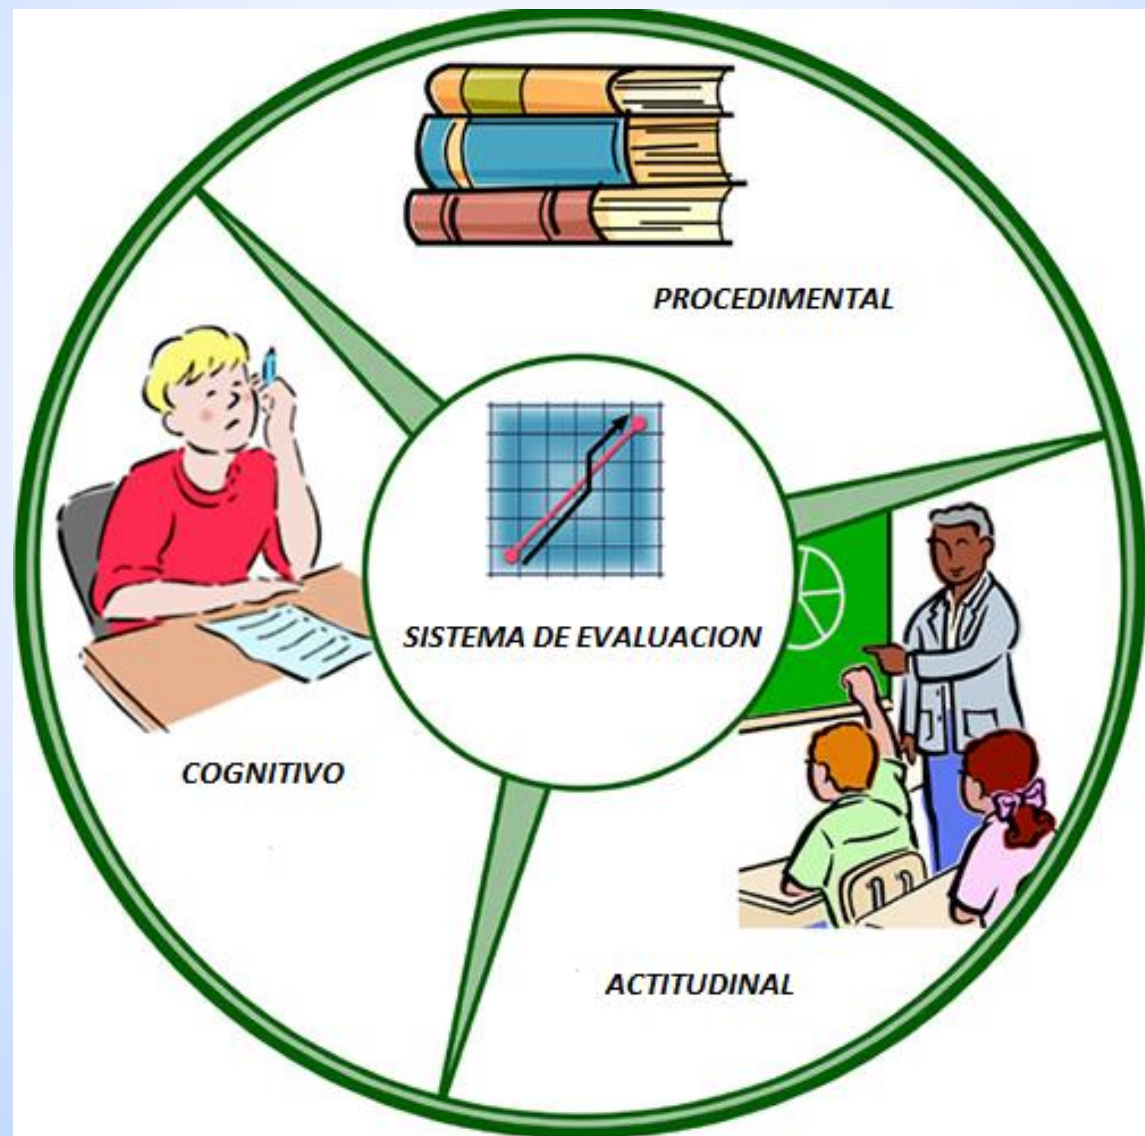 PROCEDIMENTAL
SISTEMA DE EVALUACION
COGNITIVO
ACTITUDINAL